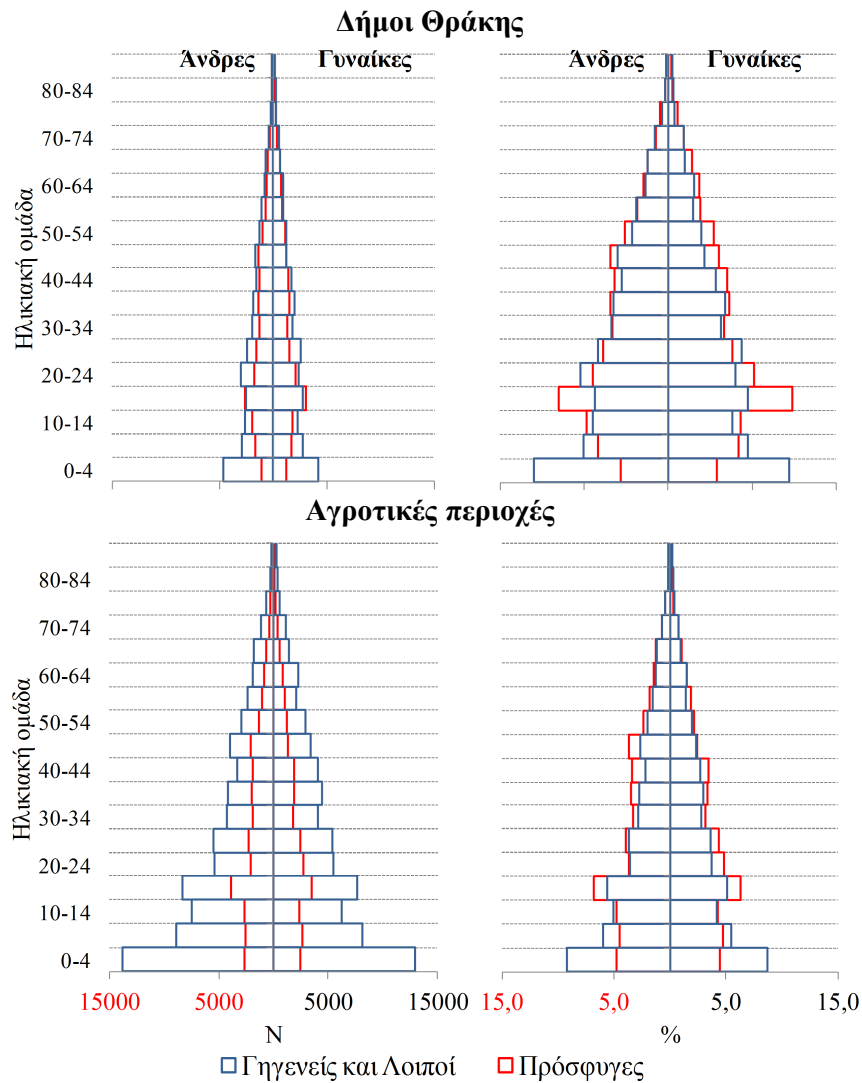 Δήμοι Θράκης
Άνδρες Γυναίκες
Άνδρες Γυναίκες
Ηλικιακή ομάδα
80-84
70-74
60-64
50-54
40-44
30-34
20-24
10-14
0-4
Αγροτικές περιοχές
Ηλικιακή ομάδα
80-84
70-74
60-64
50-54
40-44
30-34
20-24
10-14
0-4
15000 5000 5000 15000
15,0 5,0 5,0 15,0
N
%
Γηγενείς και Λοιποί Πρόσφυγες